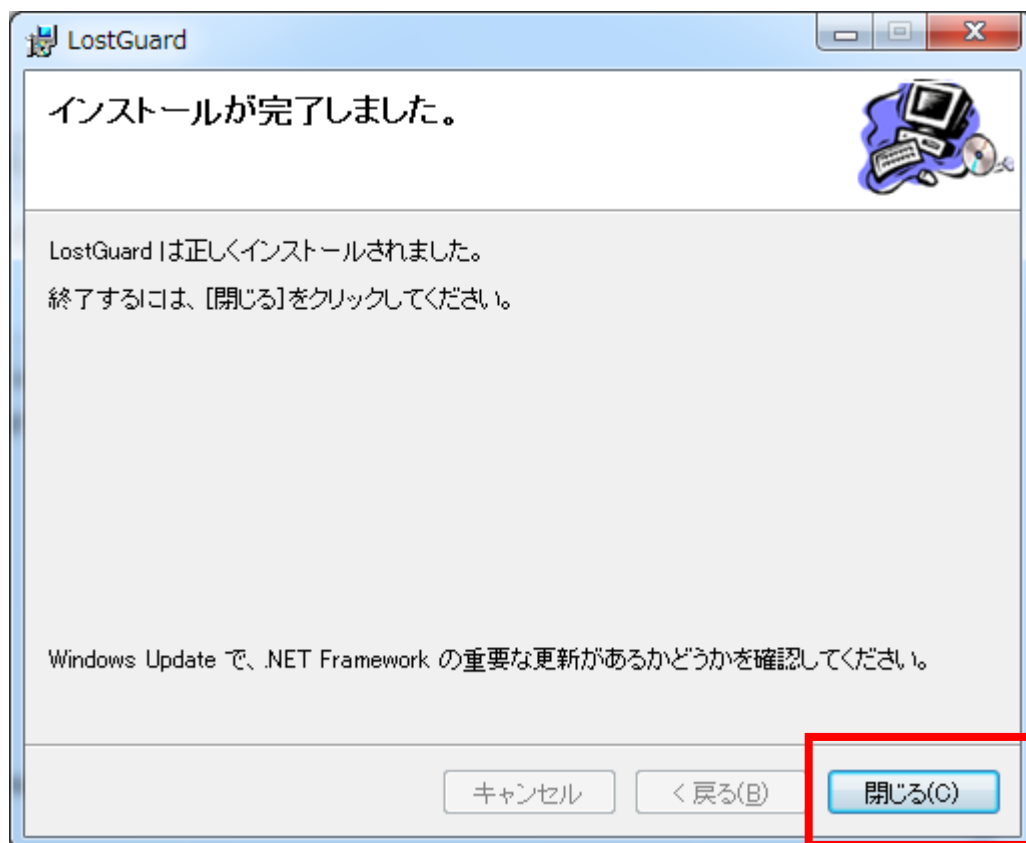 LostGuard
インストールが完了しました。
LostGuard は正しくインストールされました。
終了するには、[閉じる]をクリックしてください。
Windows Update で、.NET Framework の重要な更新があるかどうかを確認してください。
キャンセル
< 戻る(B)
閉じる(C)